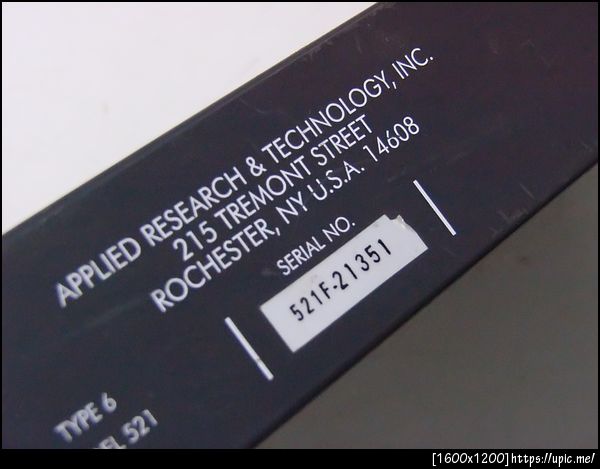 APPLIED RESEARCH & TECHNOLOGY, INC.
215 TREMONT STREET
ROCHESTER, NY U.S.A. 14608
SERIAL NO.
521F-21351
TYPE 6
521
[1600x1200]https://upic.me/